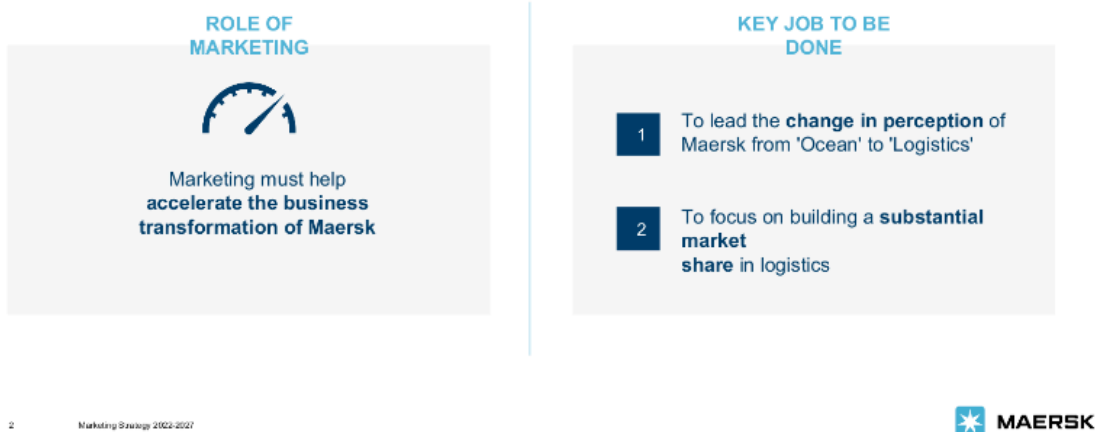 ROLE OF
MARKETING
Marketing must help
accelerate the business
transformation of Maersk
KEY JOB TO BE
DONE
1
To lead the change in perception of
Maersk from 'Ocean' to 'Logistics'
2
To focus on building a substantial
market
share in logistics
2
Marketing Strategy 2022-2027
MAERSK